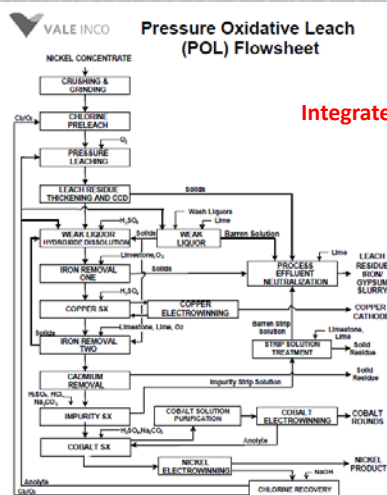 VALE INCO
Pressure Oxidative Leach
(POL) Flowsheet
Integrate
NICKEL CONCENTRATE
CRUSHING &
GRINDING
Cl₂/O₂
CHLORINE
PRELEACH
O₂
PRESSURE
LEACHING
LEACH RESIDUE
THICKENING AND CCD
Solids
H₂SO₄
Wash Liquors
Lime
WEAK LIQUOR
HYDROXIDE DISSOLUTION
Solids
WEAK
LIQUOR
Barren Solution
Lime
Limestone,O₂
IRON REMOVAL
ONE
Solids
PROCESS
EFFLUENT
NEUTRALIZATION
LEACH
RESIDUE
IRON/
GYPSUM
SLURRY
H₂SO₄
COPPER SX
COPPER
ELECTROWINNING
COPPER
CATHODE
Solids
Limestone, Lime, O₂
Barren Strip
Solution
Limestone,
Lime
IRON REMOVAL
TWO
STRIP SOLUTION
TREATMENT
Solid
Residue
CADMIUM
REMOVAL
Solid
Residue
H₂SO₄, HCl,
Na₂CO₃
Impurity Strip Solution
IMPURITY SX
COBALT SOLUTION
PURIFICATION
COBALT
ELECTROWINNING
COBALT
ROUNDS
H₂SO₄,Na₂CO₃
Anolyte
COBALT SX
NICKEL
ELECTROWINNING
NICKEL
PRODUCT
Anolyte
NaOH
Cl₂/O₂
CHLORINE RECOVERY